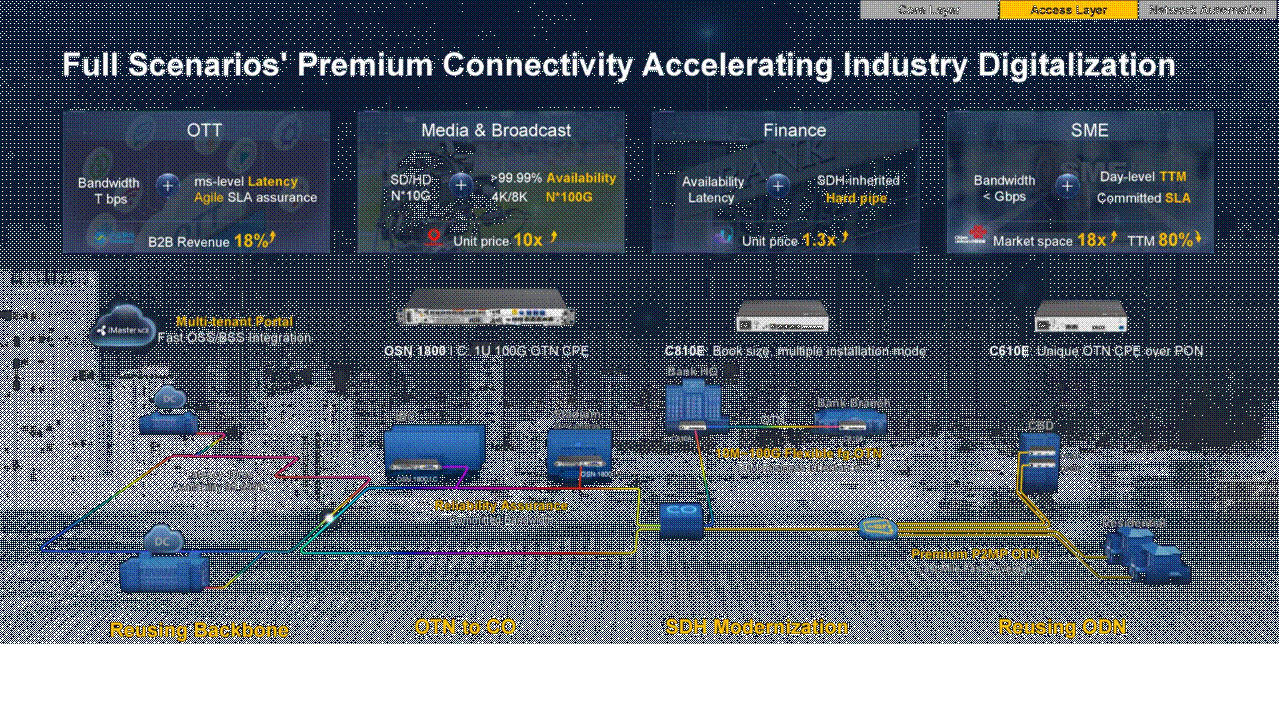 Core Layer
Access Layer
Network Automation
Full Scenarios' Premium Connectivity Accelerating Industry Digitalization
OTT
Bandwidth
T bps
+
ms-level Latency
Agile SLA assurance
B2B Revenue 18%
Media & Broadcast
SD/HD
N*10G
+
>99.99% Availability
4K/8K N*100G
Unit price 10x
Finance
Availability
Latency
+
SDH-inherited
Hard pipe
Unit price 1.3x
SME
Bandwidth
< Gbps
+
Day-level TTM
Committed SLA
Market space 18x TTM 80%
iMaster NCE
Multi-tenant Portal
Fast OSS/BSS Integration
OSN 1800 I C 1U 100G OTN CPE
C810E Book size, multiple installation mode
C610E Unique OTN CPE over PON
DC
Bank HQ
Bank Branch
CBD
10M~100G Flexible fg OTN
Reliability Assurance
CO
DC
Premium P2MP OTN
Reusing Backbone
OTN to CO
SDH Modernization
Reusing ODN